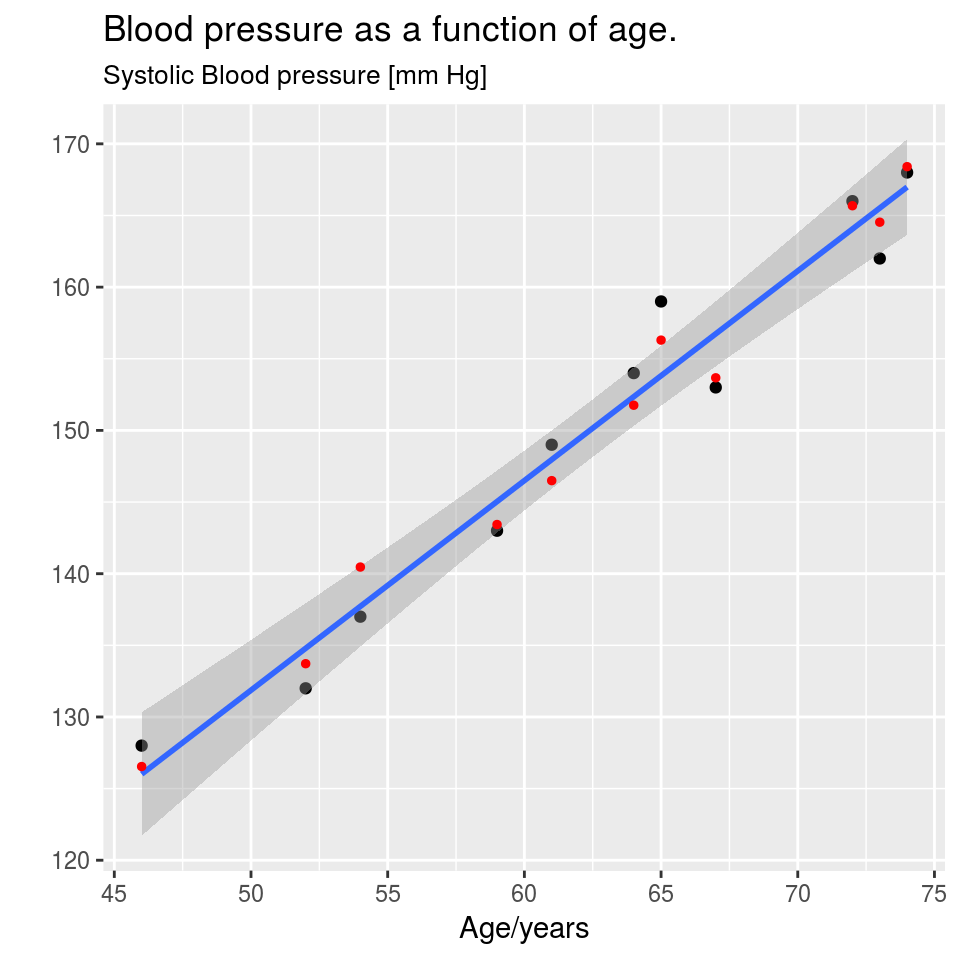 Blood pressure as a function of age.
Systolic Blood pressure [mm Hg]
170
160
150
140
130
120
45 50 55 60 65 70 75
Age/years